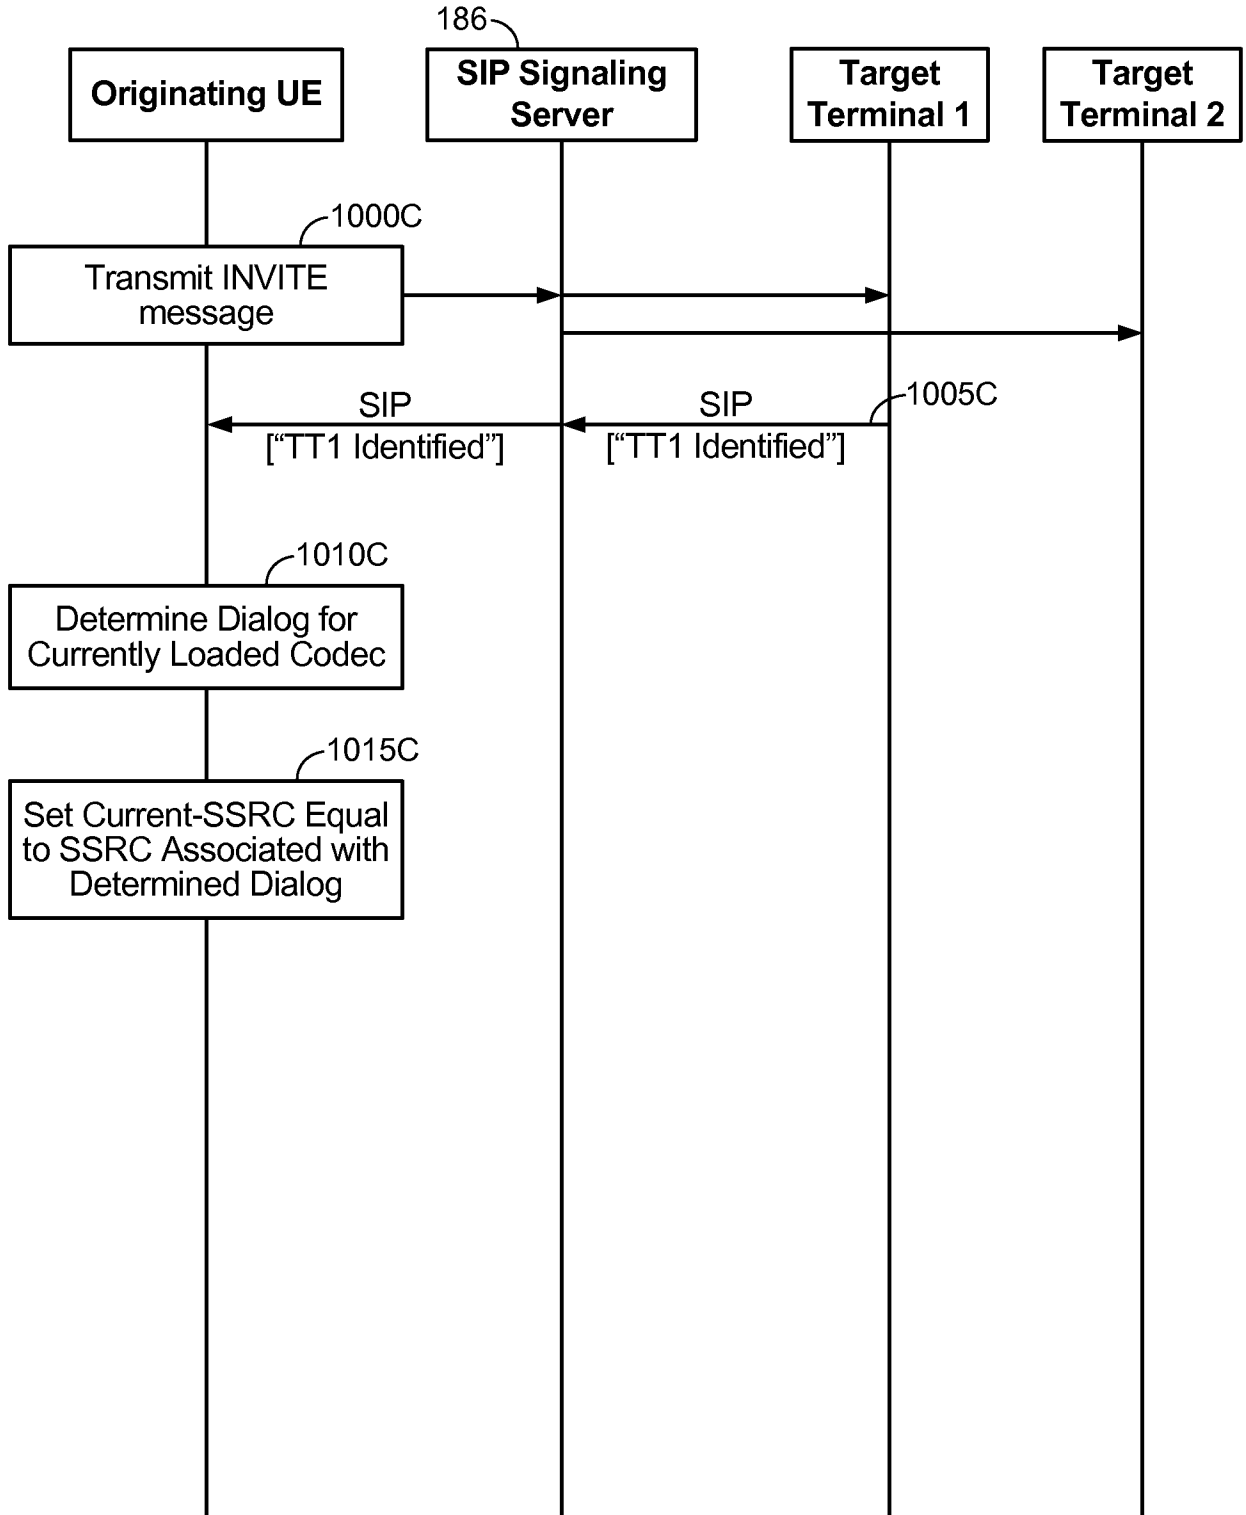 186
Originating UE
SIP Signaling
Server
Target
Terminal 1
Target
Terminal 2
1000C
Transmit INVITE
message
1005C
SIP
["TT1 Identified”]
SIP
["TT1 Identified”]
1010C
Determine Dialog for
Currently Loaded Codec
1015C
Set Current-SSRC Equal
to SSRC Associated with
Determined Dialog